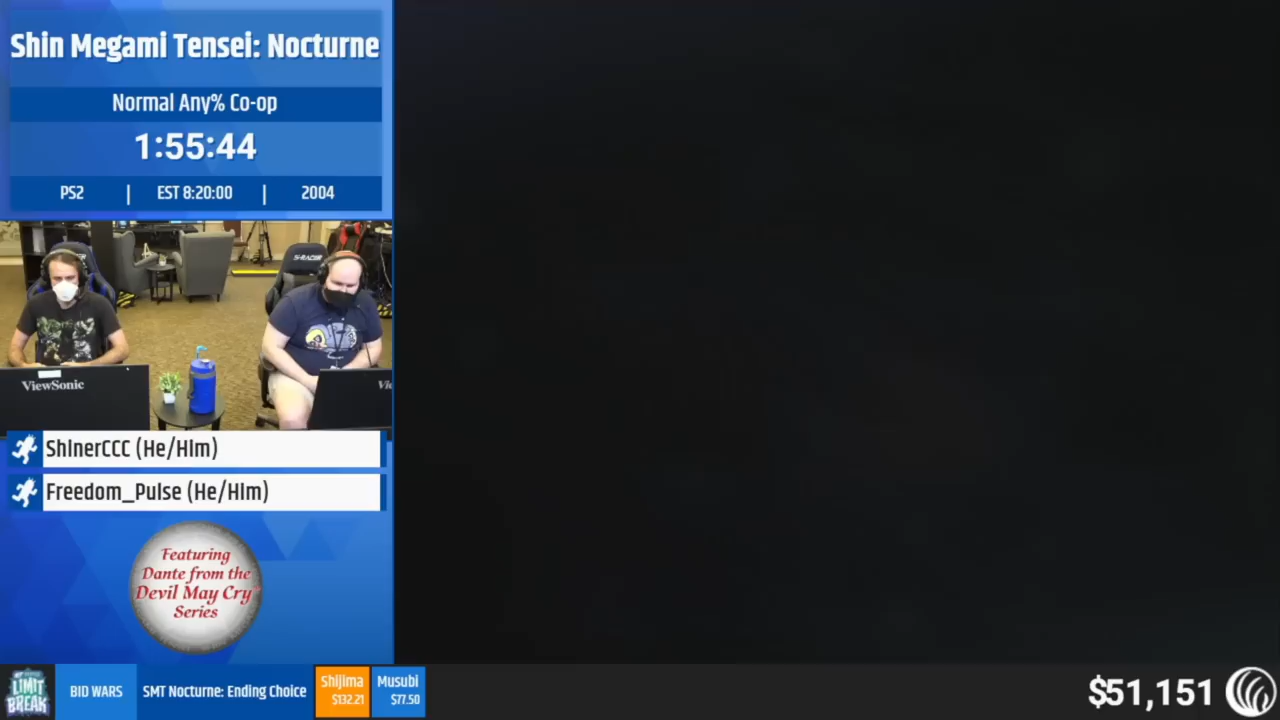 Shin Megami Tensei: Nocturne
Normal Any% Co-op
1:55:44
PS2 | EST 8:20:00 | 2004
S-RACER
ViewSonic
Vi
ShinerCCC (He/Him)
Freedom_Pulse (He/Him)
Featuring
Dante from the
Devil May Cry
Series
LIMIT
BREAK
BID WARS
SMT Nocturne: Ending Choice
Shijima
$132.21
Musubi
$77.50
$51,151